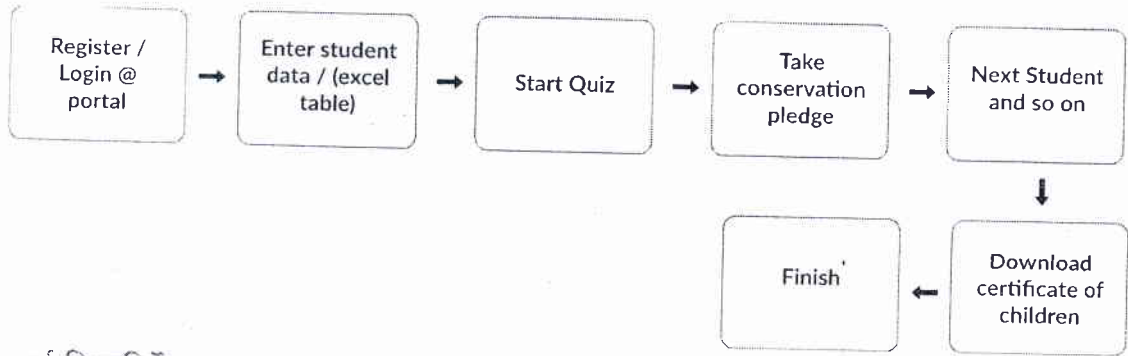 Register /
Login @
portal
Enter student
data / (excel
table)
Start Quiz
Take
conservation
pledge
Next Student
and so on
Download
certificate of
children
Finish